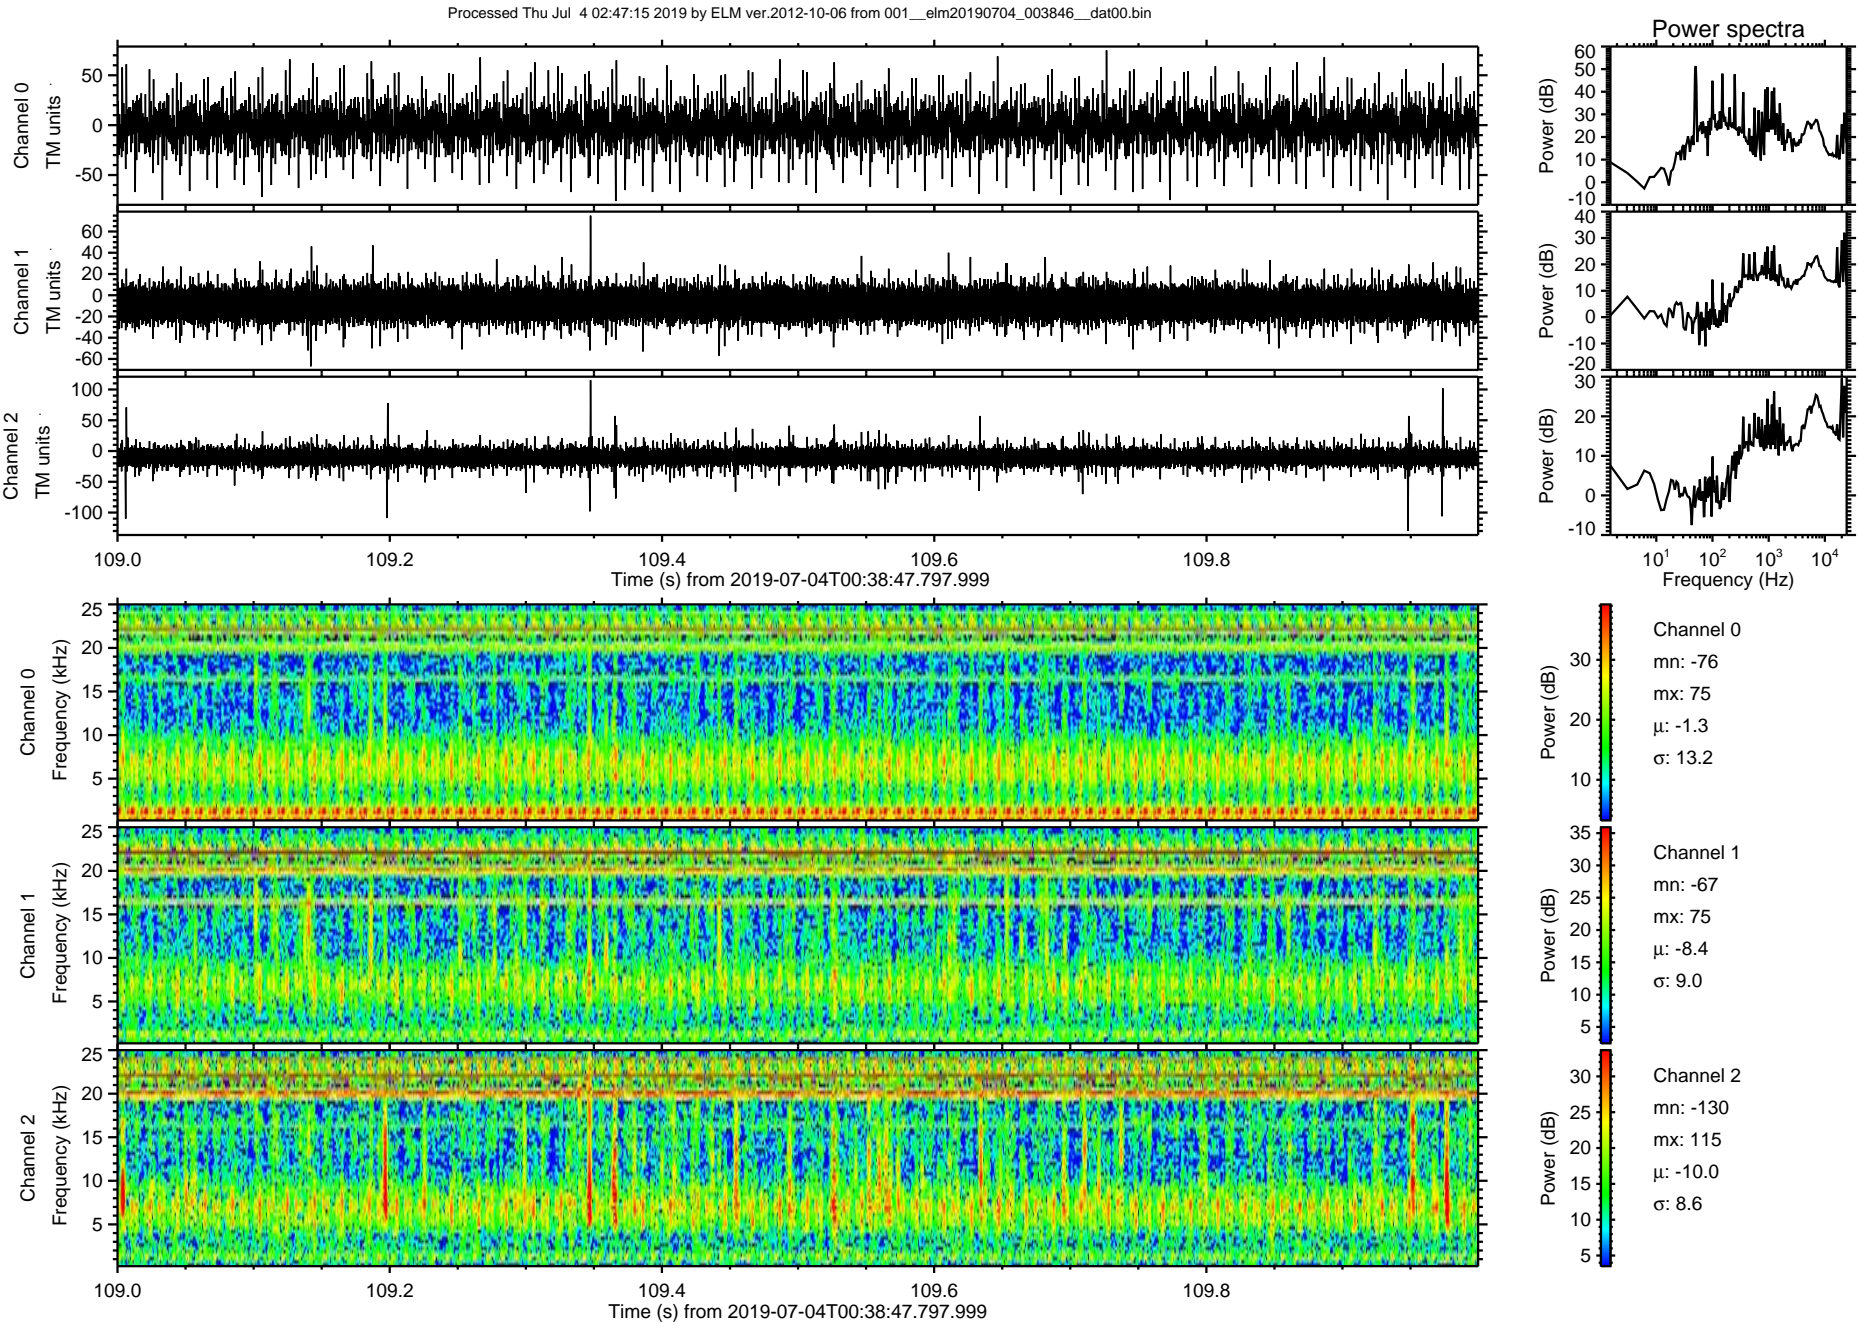 Processed Thu Jul  4 02:47:15 2019 by ELM ver.2012-10-06 from 001__elm20190704_003846__dat00.bin
Power spectra
Channel 0
TM units
50
0
-50
Power (dB)
60
50
40
30
20
10
0
-10
Channel 1
TM units
60
40
20
0
-20
-40
-60
Power (dB)
40
30
20
10
0
-10
-20
Channel 2
TM units
100
50
0
-50
-100
Power (dB)
30
20
10
0
-10
109.0 109.2 109.4 109.6 109.8
Time (s) from 2019-07-04T00:38:47.797.999
10^1 10^2 10^3 10^4
Frequency (Hz)
Channel 0
Frequency (kHz)
25
20
15
10
5
Power (dB)
30
20
10
Channel 0
mn: -76
mx: 75
μ: -1.3
σ: 13.2
Channel 1
Frequency (kHz)
25
20
15
10
5
Power (dB)
35
30
25
20
15
10
5
Channel 1
mn: -67
mx: 75
μ: -8.4
σ: 9.0
Channel 2
Frequency (kHz)
25
20
15
10
5
Power (dB)
30
25
20
15
10
5
Channel 2
mn: -130
mx: 115
μ: -10.0
σ: 8.6
109.0 109.2 109.4 109.6 109.8
Time (s) from 2019-07-04T00:38:47.797.999